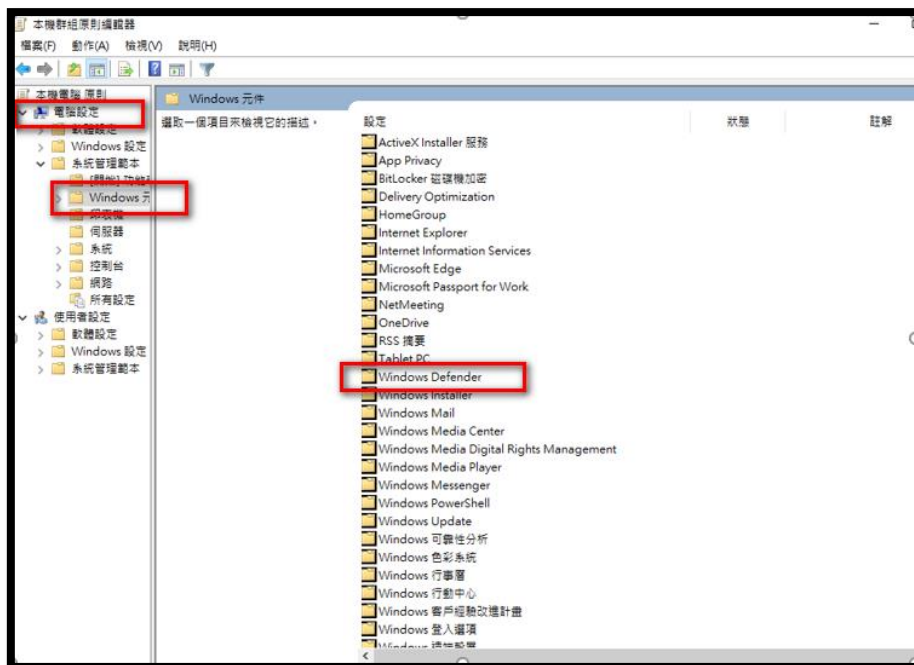 本機群組原則編輯器
檔案(F) 動作(A) 檢視(V) 說明(H)
本機電腦 原則
電腦設定
軟體設定
Windows 設定
系統管理範本
Windows 元
印表機
伺服器
系統
控制台
網路
所有設定
使用者設定
軟體設定
Windows 設定
系統管理範本
Windows 元件
選取一個項目來檢視它的描述。
設定 狀態 註解
ActiveX Installer 服務
App Privacy
BitLocker 磁碟機加密
Delivery Optimization
HomeGroup
Internet Explorer
Internet Information Services
Microsoft Edge
Microsoft Passport for Work
NetMeeting
OneDrive
RSS 摘要
Tablet PC
Windows Defender
Windows Installer
Windows Mail
Windows Media Center
Windows Media Digital Rights Management
Windows Media Player
Windows Messenger
Windows PowerShell
Windows Update
Windows 可靠性分析
Windows 色彩系統
Windows 行事曆
Windows 行動中心
Windows 客戶經驗改進計畫
Windows 登入選項
Windows